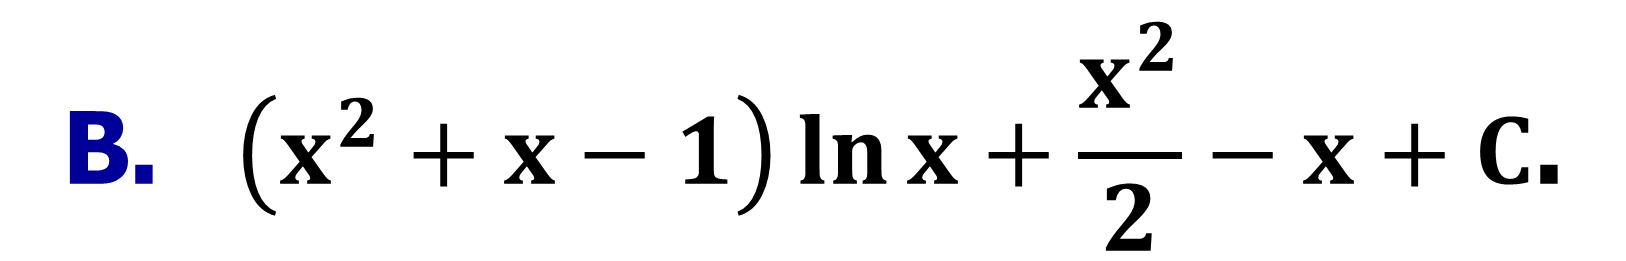 B. (x² + x − 1) ln x + x²/2 − x + C.